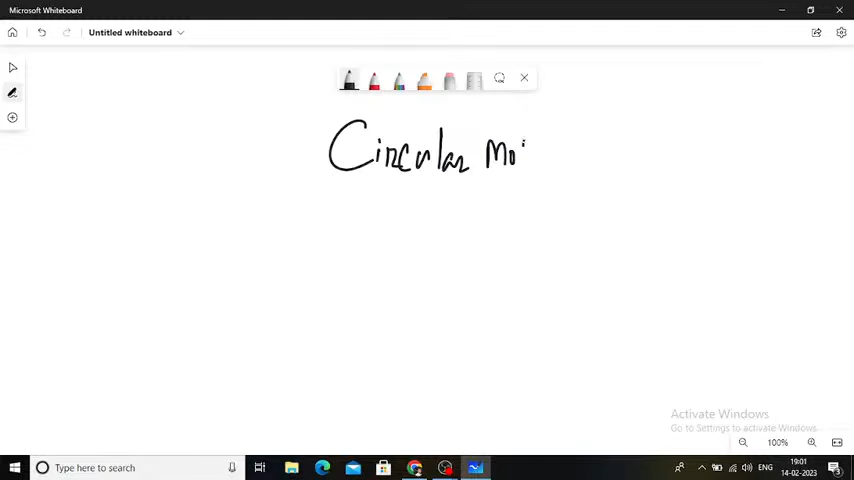 Microsoft Whiteboard
Untitled whiteboard
Circular Mo
Activate Windows
Go to Settings to activate Windows.
100%
Type here to search
ENG
19:01
14-02-2023
3